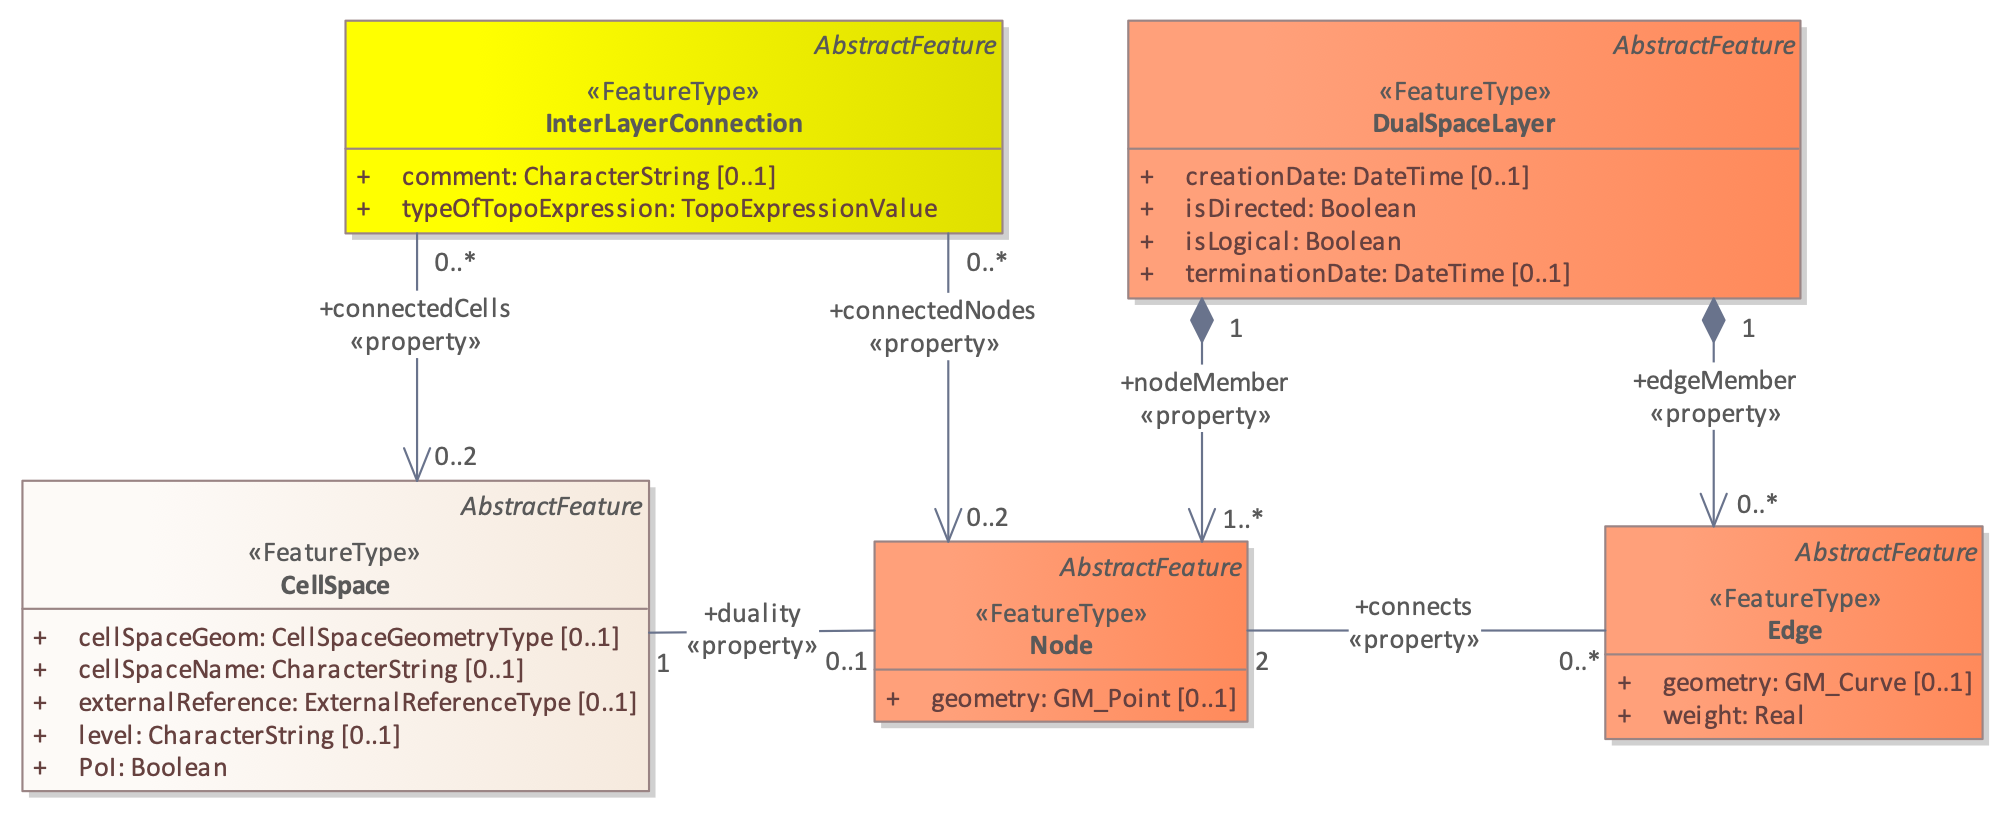 AbstractFeature
«FeatureType»
InterLayerConnection
+ comment: CharacterString [0..1]
+ typeOfTopoExpression: TopoExpressionValue
AbstractFeature
«FeatureType»
DualSpaceLayer
+ creationDate: DateTime [0..1]
+ isDirected: Boolean
+ isLogical: Boolean
+ terminationDate: DateTime [0..1]
0..*
+connectedCells
«property»
0..2
0..*
+connectedNodes
«property»
0..2
1
+nodeMember
«property»
1..*
1
+edgeMember
«property»
0..*
AbstractFeature
«FeatureType»
CellSpace
+ cellSpaceGeom: CellSpaceGeometryType [0..1]
+ cellSpaceName: CharacterString [0..1]
+ externalReference: ExternalReferenceType [0..1]
+ level: CharacterString [0..1]
+ PoI: Boolean
+duality
«property»
1
0..1
AbstractFeature
«FeatureType»
Node
+ geometry: GM_Point [0..1]
+connects
«property»
2
0..*
AbstractFeature
«FeatureType»
Edge
+ geometry: GM_Curve [0..1]
+ weight: Real